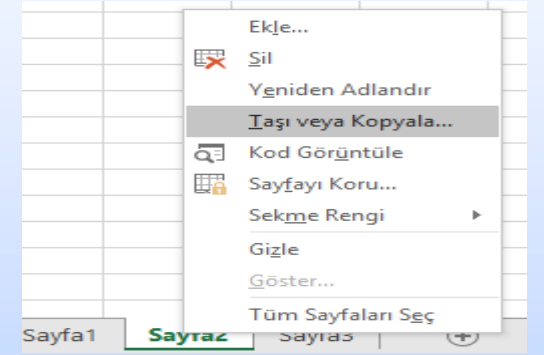 Ekle...
Sil
Yeniden Adlandır
Taşı veya Kopyala...
Kod Görüntüle
Sayfayı Koru...
Sekme Rengi
Gizle
Göster...
Tüm Sayfaları Seç
Sayfa1 Sayfa2 Sayfa3